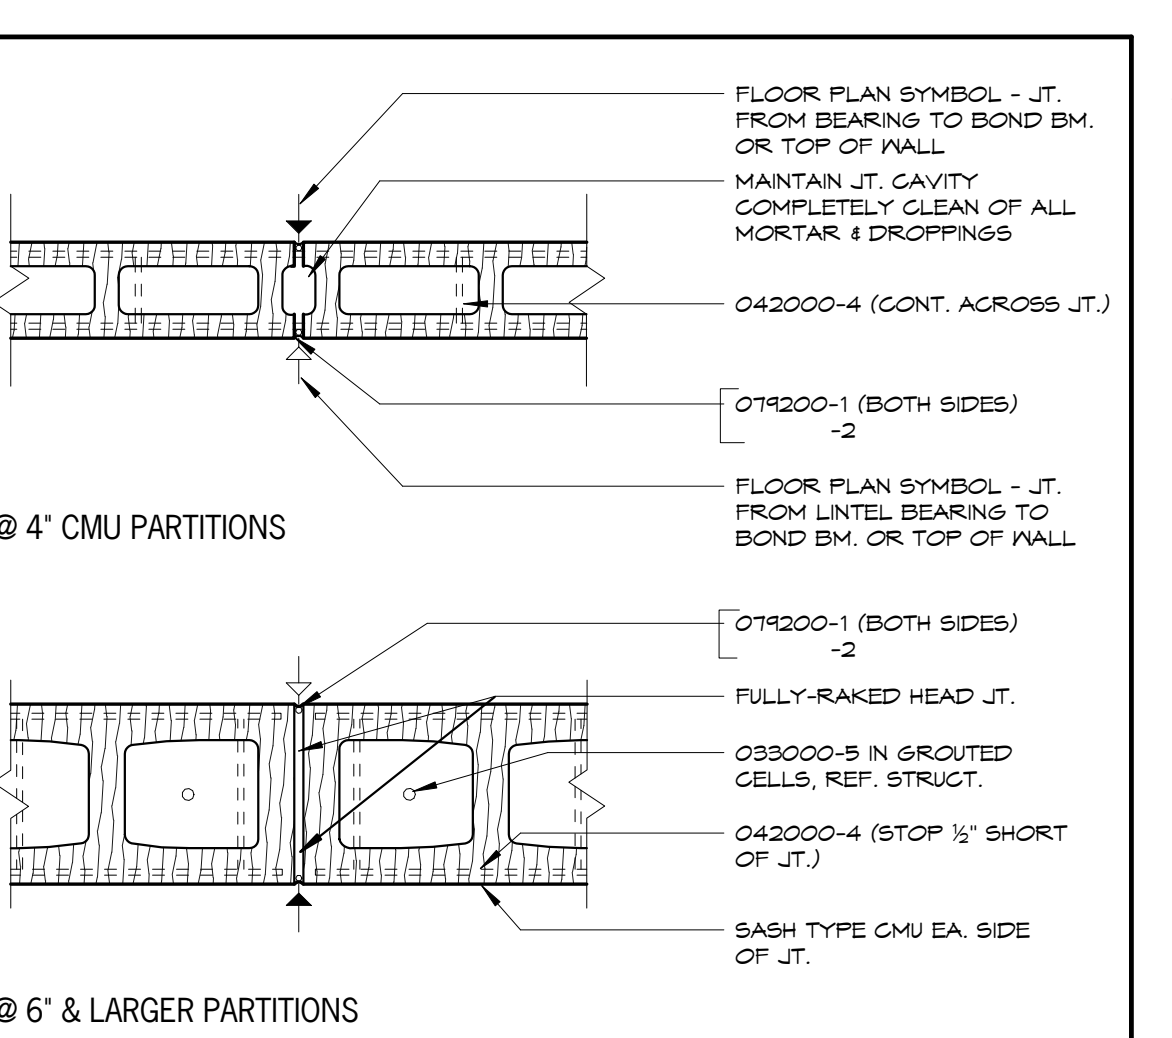 FLOOR PLAN SYMBOL - JT.
FROM BEARING TO BOND BM.
OR TOP OF WALL
MAINTAIN JT. CAVITY
COMPLETELY CLEAN OF ALL
MORTAR & DROPPINGS
042000-4 (CONT. ACROSS JT.)
079200-1 (BOTH SIDES)
-2
FLOOR PLAN SYMBOL - JT.
FROM LINTEL BEARING TO
BOND BM. OR TOP OF WALL
@ 4" CMU PARTITIONS
079200-1 (BOTH SIDES)
-2
FULLY-RAKED HEAD JT.
033000-5 IN GROUTED
CELLS, REF. STRUCT.
042000-4 (STOP ½" SHORT
OF JT.)
SASH TYPE CMU EA. SIDE
OF JT.
@ 6" & LARGER PARTITIONS